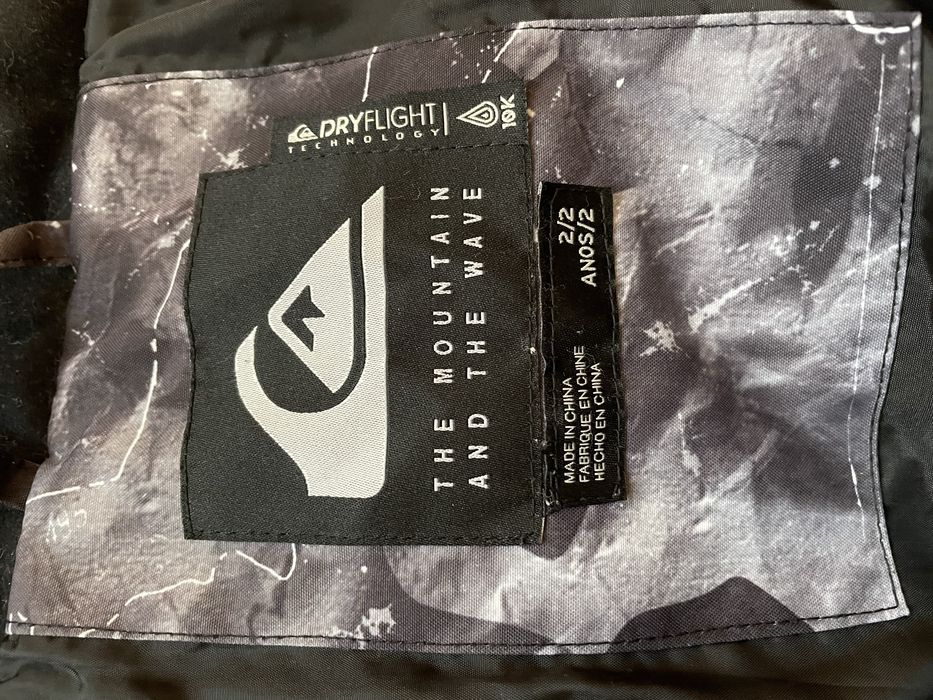 DRYFLIGHT
TECHNOLOGY
10K
THE MOUNTAIN
AND THE WAVE
2/2
ANOS/2
MADE IN CHINA
FABRIQUE EN CHINE
HECHO EN CHINA